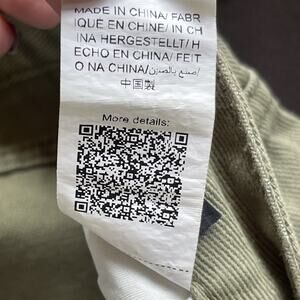 MADE IN CHINA/ FABR
IQUÉ EN CHINE/ IN CH
INA HERGESTELLT/ H
ECHO EN CHINA/ FEIT
O NA CHINA/صنع بالصين/
中国製
More details: